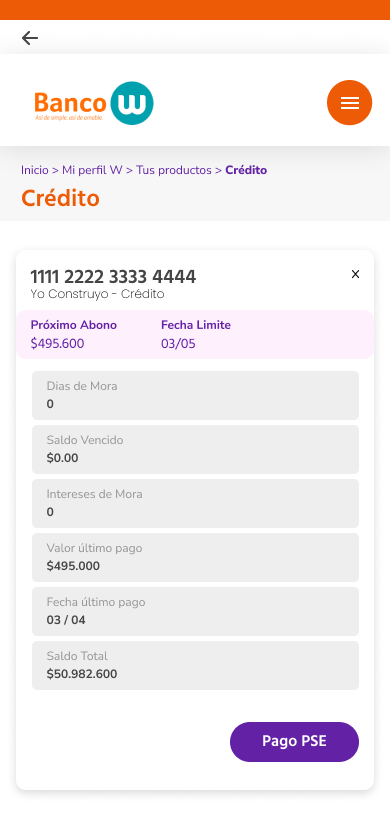 Banco W
Así de simple, así de amable
Inicio > Mi perfil W > Tus productos > Crédito
Crédito
1111 2222 3333 4444
x
Yo Construyo - Crédito
Próximo Abono
Fecha Limite
$495.600
03/05
Dias de Mora
0
Saldo Vencido
$0.00
Intereses de Mora
0
Valor último pago
$495.000
Fecha último pago
03 / 04
Saldo Total
$50.982.600
Pago PSE